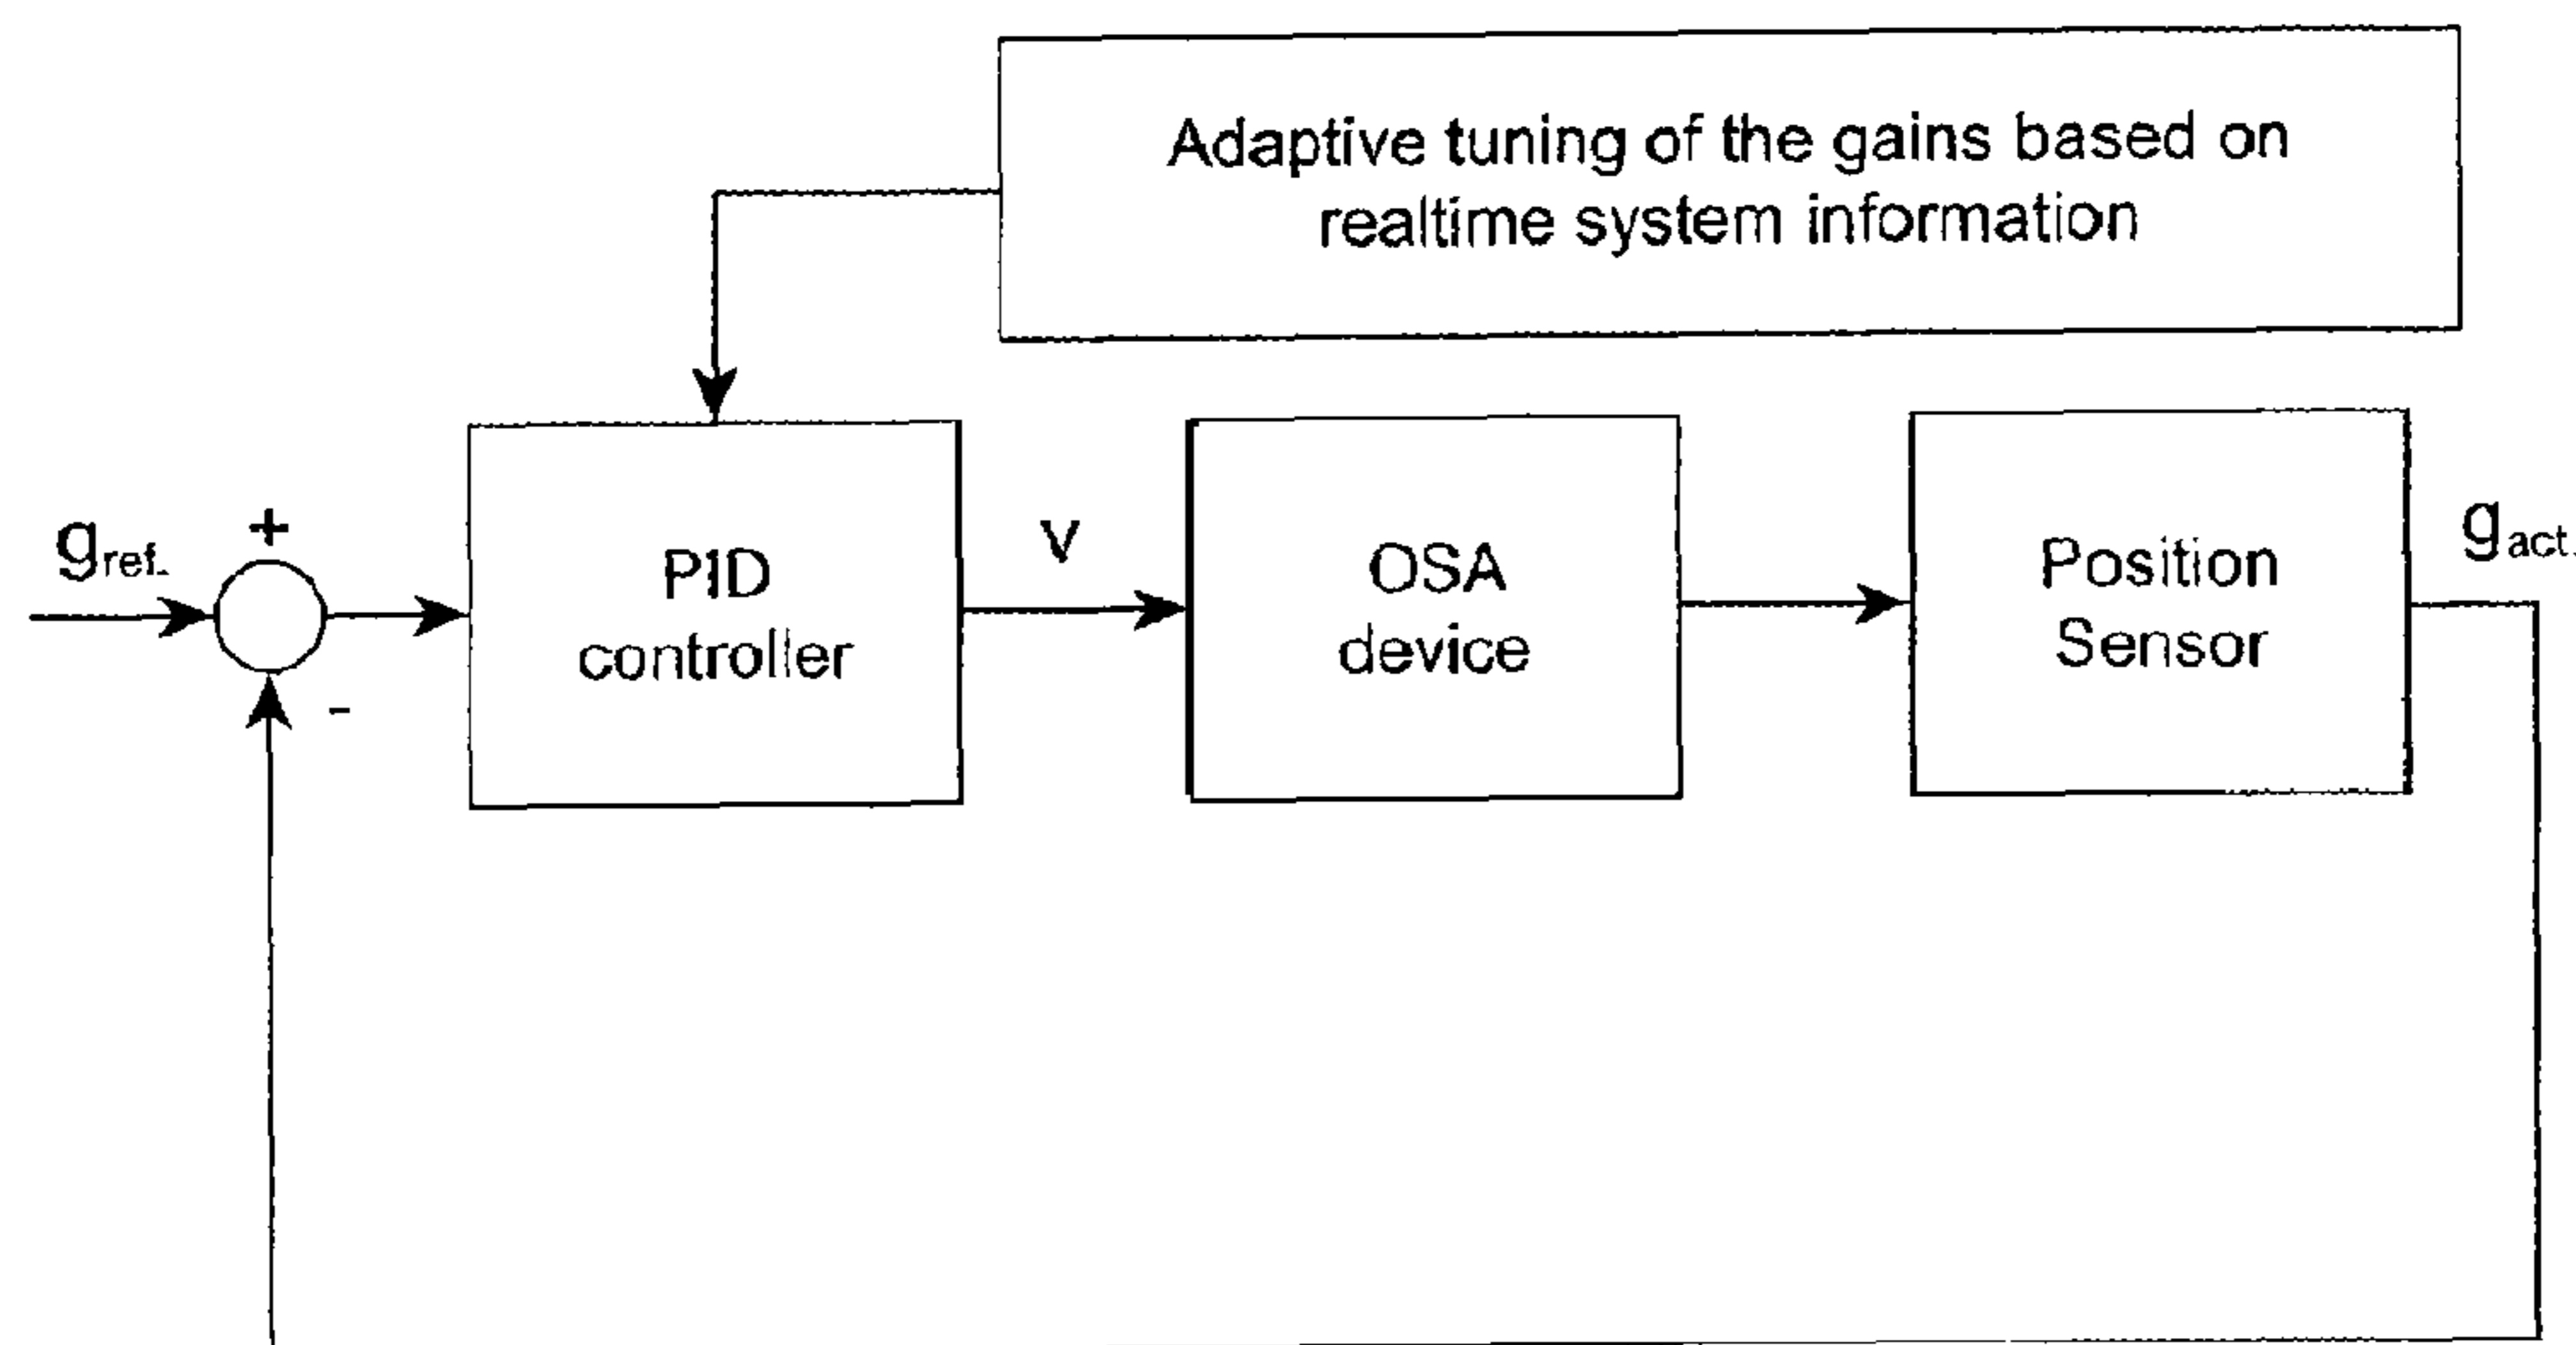 Adaptive tuning of the gains based on
realtime system information
+
g_ref.
PID
controller
v
OSA
device
Position
Sensor
g_act.
-